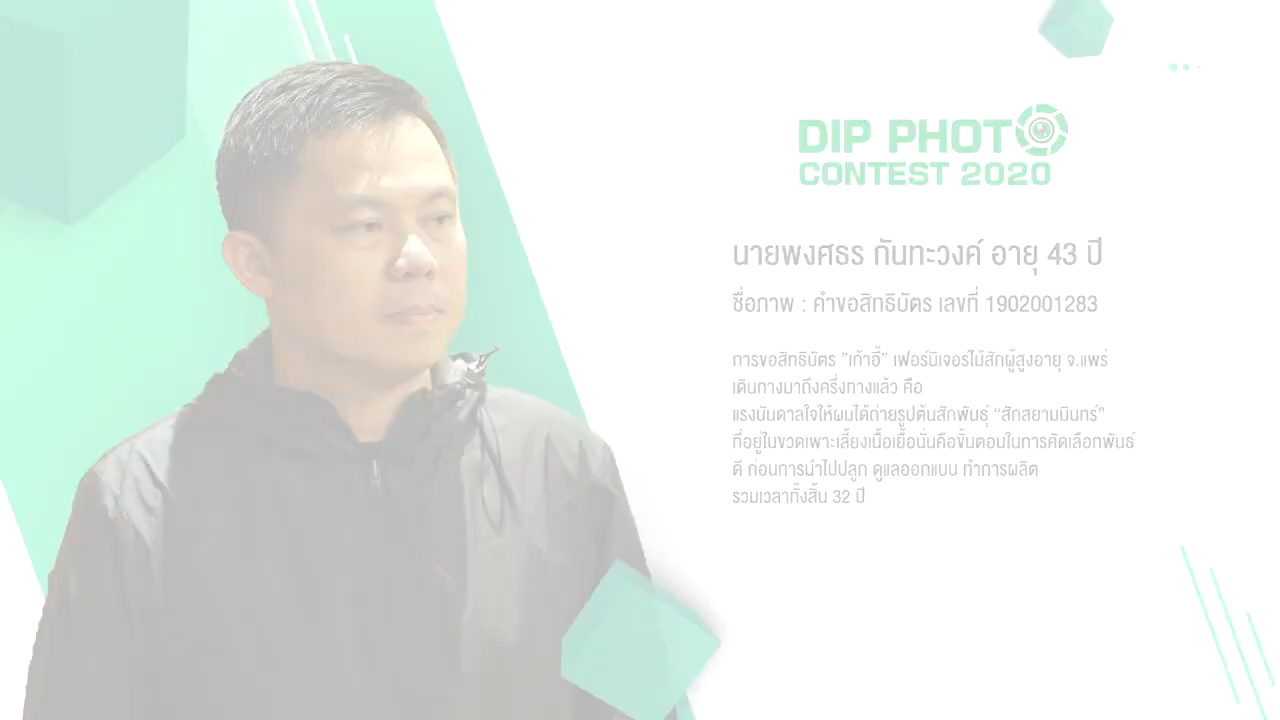 DIP PHOTO
CONTEST 2020
นายพงศธร กันทะวงค์ อายุ 43 ปี
ชื่อภาพ : คำขอสิทธิบัตร เลขที่ 1902001283
การขอสิทธิบัตร "เก้าอี้" เฟอร์นิเจอร์ไม้สักผู้สูงอายุ จ.แพร่
เดินทางมาถึงครึ่งทางแล้ว คือ
แรงบันดาลใจให้ผมได้ถ่ายรูปต้นสักพันธุ์ “สักสยามมินทร์”
ที่อยู่ในขวดเพาะเลี้ยงเนื้อเยื่อนั่นคือขั้นตอนในการคัดเลือกพันธ์
ดี ก่อนการนำไปปลูก ดูแลออกแบบ ทำการผลิต
รวมเวลาทั้งสิ้น 32 ปี